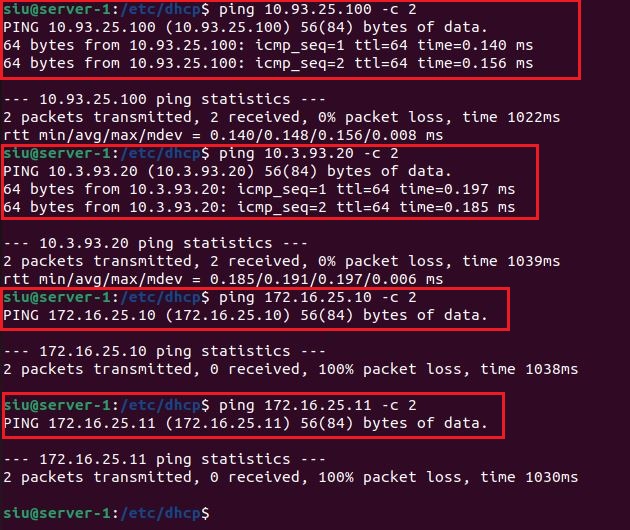 siu@server-1:/etc/dhcp$ ping 10.93.25.100 -c 2
PING 10.93.25.100 (10.93.25.100) 56(84) bytes of data.
64 bytes from 10.93.25.100: icmp_seq=1 ttl=64 time=0.140 ms
64 bytes from 10.93.25.100: icmp_seq=2 ttl=64 time=0.156 ms
--- 10.93.25.100 ping statistics ---
2 packets transmitted, 2 received, 0% packet loss, time 1022ms
rtt min/avg/max/mdev = 0.140/0.148/0.156/0.008 ms
siu@server-1:/etc/dhcp$ ping 10.3.93.20 -c 2
PING 10.3.93.20 (10.3.93.20) 56(84) bytes of data.
64 bytes from 10.3.93.20: icmp_seq=1 ttl=64 time=0.197 ms
64 bytes from 10.3.93.20: icmp_seq=2 ttl=64 time=0.185 ms
--- 10.3.93.20 ping statistics ---
2 packets transmitted, 2 received, 0% packet loss, time 1039ms
rtt min/avg/max/mdev = 0.185/0.191/0.197/0.006 ms
siu@server-1:/etc/dhcp$ ping 172.16.25.10 -c 2
PING 172.16.25.10 (172.16.25.10) 56(84) bytes of data.
--- 172.16.25.10 ping statistics ---
2 packets transmitted, 0 received, 100% packet loss, time 1038ms
siu@server-1:/etc/dhcp$ ping 172.16.25.11 -c 2
PING 172.16.25.11 (172.16.25.11) 56(84) bytes of data.
--- 172.16.25.11 ping statistics ---
2 packets transmitted, 0 received, 100% packet loss, time 1030ms
siu@server-1:/etc/dhcp$